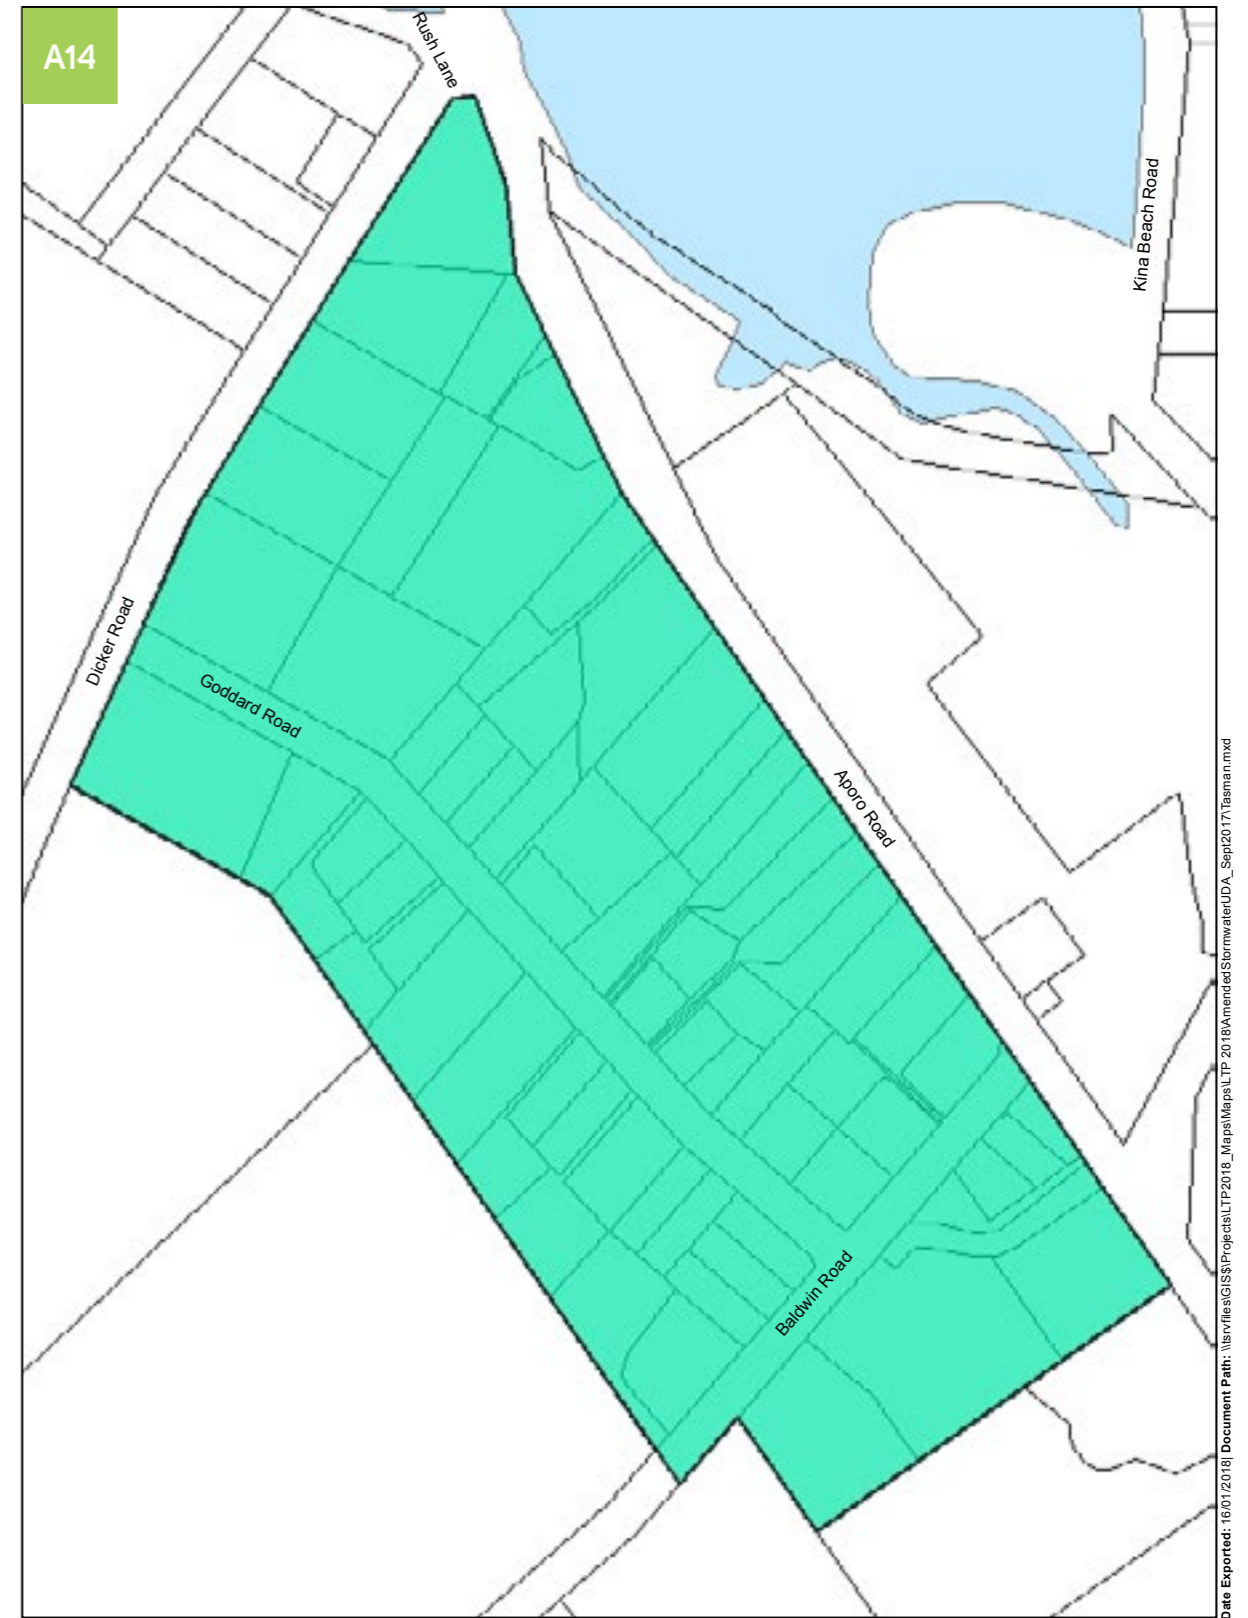 A14
Rush Lane
Kina Beach Road
Dicker Road
Goddard Road
Aporo Road
Baldwin Road
Date Exported: 16/01/2018| Document Path: \\tsrvfiles\GIS$\Projects\LTP2018_Maps\Maps\LTP 2018\AmendedStormwaterUDA_Sept2017\Tasman.mxd